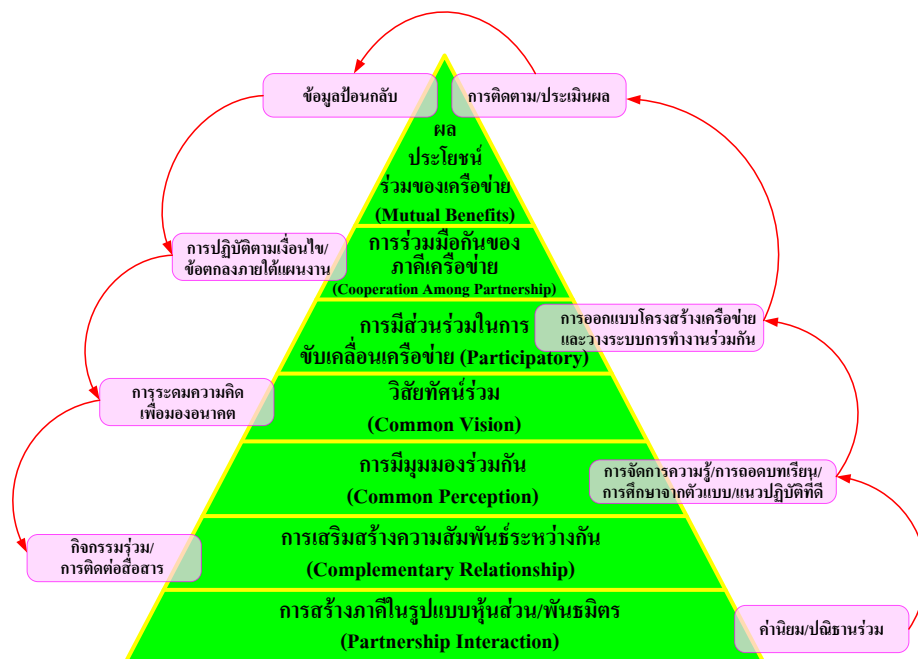 ข้อมูลป้อนกลับ
การติดตาม/ประเมินผล
ผล
ประโยชน์
ร่วมของเครือข่าย
(Mutual Benefits)
การปฏิบัติตามเงื่อนไข/
ข้อตกลงภายใต้แผนงาน
การร่วมมือกันของ
ภาคีเครือข่าย
(Cooperation Among Partnership)
การมีส่วนร่วมในการ
ขับเคลื่อนเครือข่าย (Participatory)
การออกแบบโครงสร้างเครือข่าย
และวางระบบการทำงานร่วมกัน
การระดมความคิด
เพื่อมองอนาคต
วิสัยทัศน์ร่วม
(Common Vision)
การมีมุมมองร่วมกัน
(Common Perception)
การจัดการความรู้/การถอดบทเรียน/
การศึกษาจากตัวแบบ/แนวปฏิบัติที่ดี
กิจกรรมร่วม/
การติดต่อสื่อสาร
การเสริมสร้างความสัมพันธ์ระหว่างกัน
(Complementary Relationship)
การสร้างภาคีในรูปแบบหุ้นส่วน/พันธมิตร
(Partnership Interaction)
ค่านิยม/ปณิธานร่วม